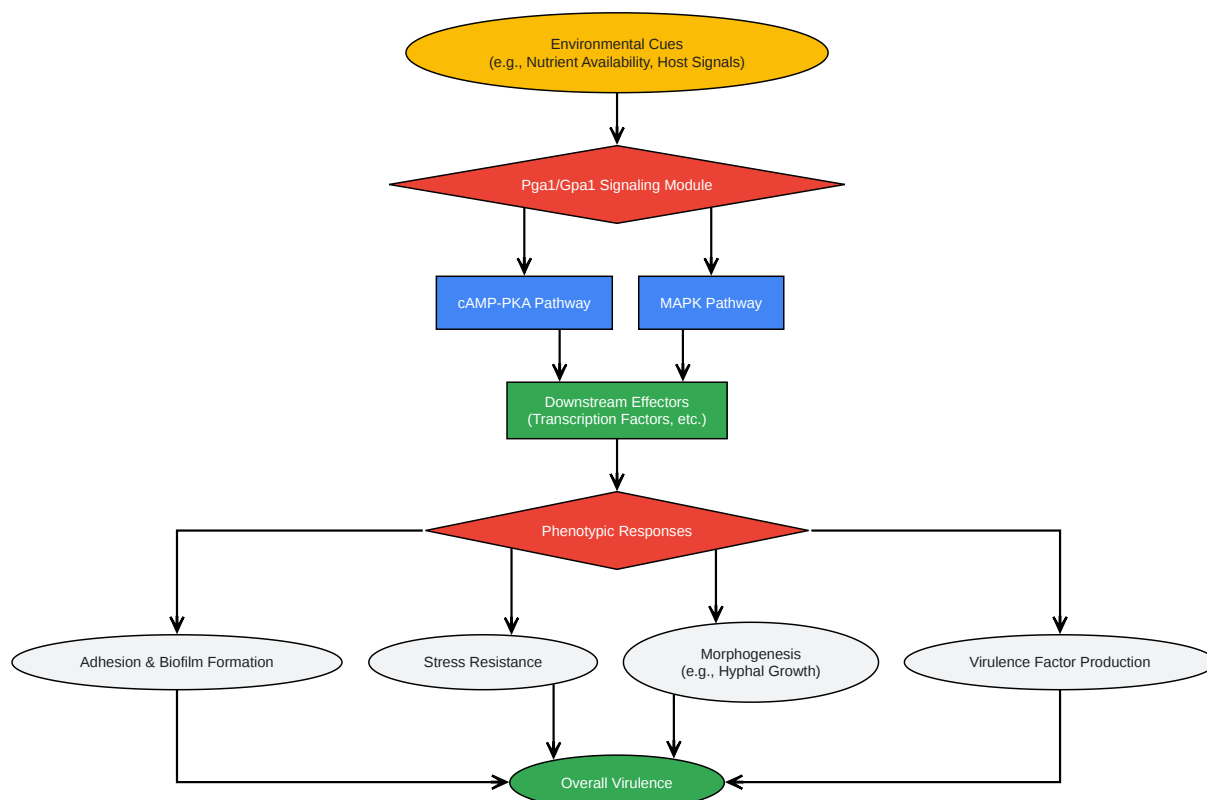 Environmental Cues
(e.g., Nutrient Availability, Host Signals)
Pga1/Gpa1 Signaling Module
cAMP-PKA Pathway
MAPK Pathway
Downstream Effectors
(Transcription Factors, etc.)
Phenotypic Responses
Adhesion & Biofilm Formation
Stress Resistance
Morphogenesis
(e.g., Hyphal Growth)
Virulence Factor Production
Overall Virulence